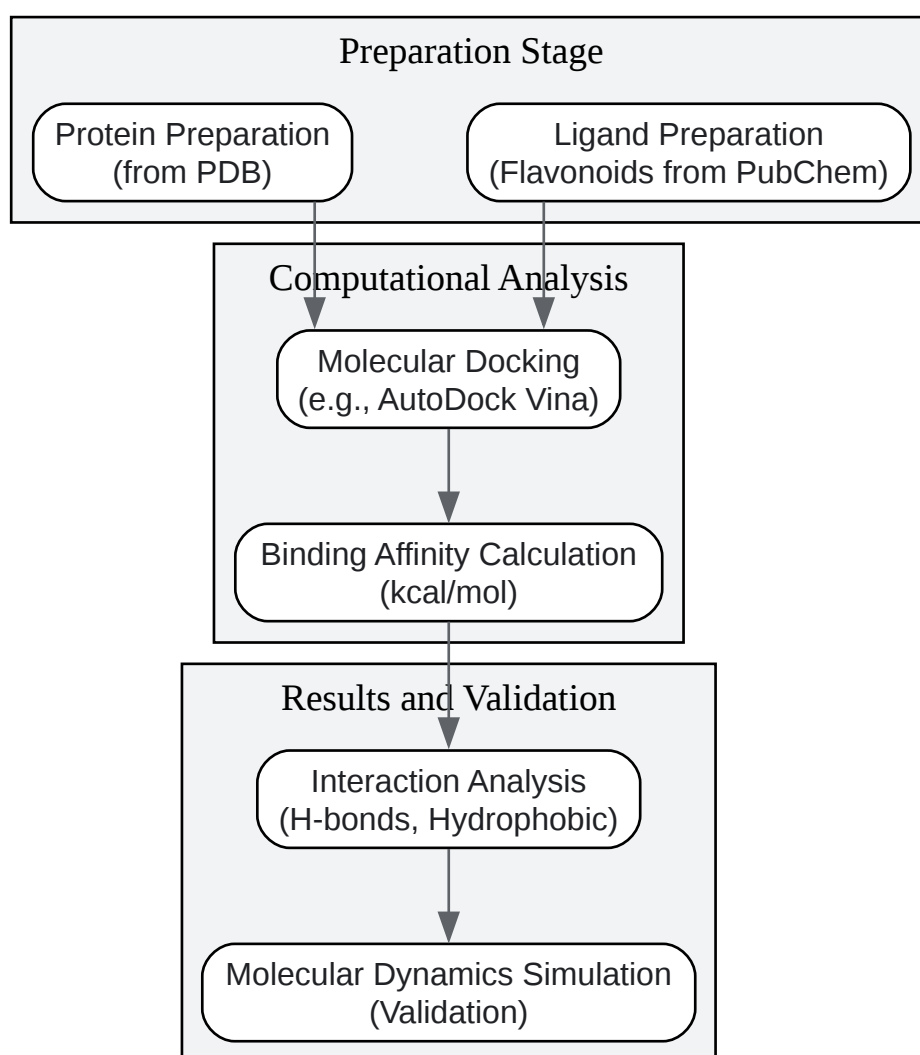 Preparation Stage
Protein Preparation
(from PDB)
Ligand Preparation
(Flavonoids from PubChem)
Computational Analysis
Molecular Docking
(e.g., AutoDock Vina)
Binding Affinity Calculation
(kcal/mol)
Results and Validation
Interaction Analysis
(H-bonds, Hydrophobic)
Molecular Dynamics Simulation
(Validation)